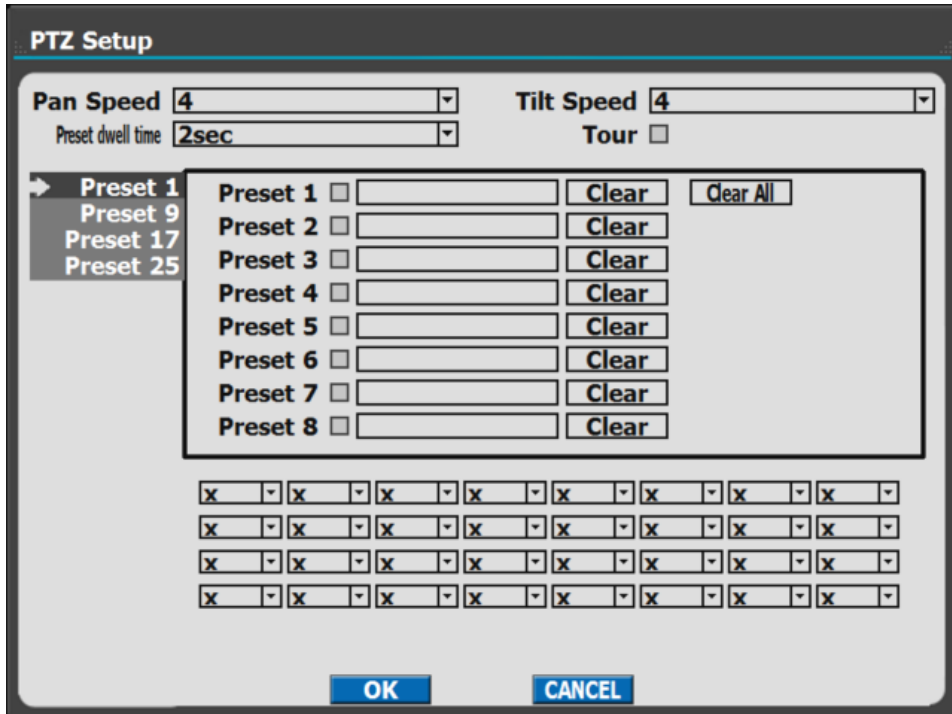 PTZ Setup
Pan Speed 4 Tilt Speed 4
Preset dwell time 2sec Tour
Preset 1
Preset 9
Preset 17
Preset 25
Preset 1 Clear Clear All
Preset 2 Clear
Preset 3 Clear
Preset 4 Clear
Preset 5 Clear
Preset 6 Clear
Preset 7 Clear
Preset 8 Clear
x x x x x x x x
x x x x x x x x
x x x x x x x x
x x x x x x x x
OK CANCEL